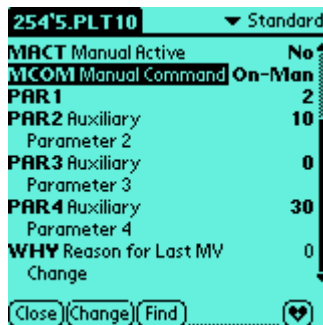 254'5.PLT10 Standard
MACT Manual Active No
MCOM Manual Command On-Man
PAR1 2
PAR2 Auxiliary 10
Parameter 2
PAR3 Auxiliary 0
Parameter 3
PAR4 Auxiliary 30
Parameter 4
WHY Reason for Last MV 0
Change
Close Change Find